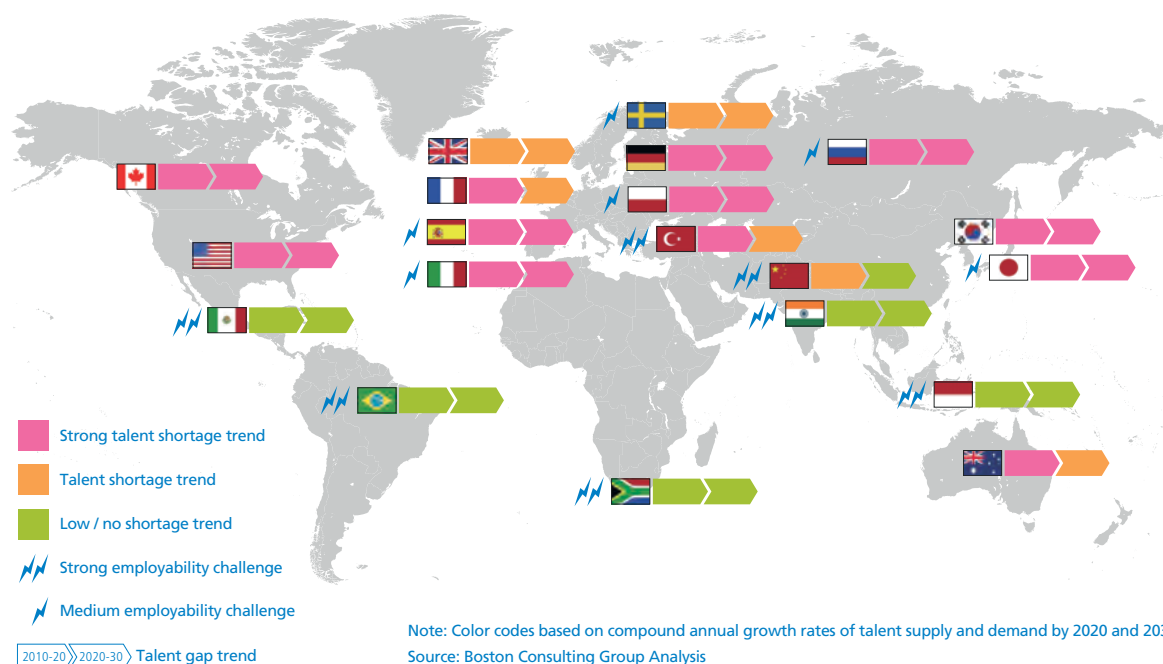 Strong talent shortage trend
Talent shortage trend
Low / no shortage trend
Strong employability challenge
Medium employability challenge
2010-20 2020-30 Talent gap trend
Note: Color codes based on compound annual growth rates of talent supply and demand by 2020 and
Source: Boston Consulting Group Analysis